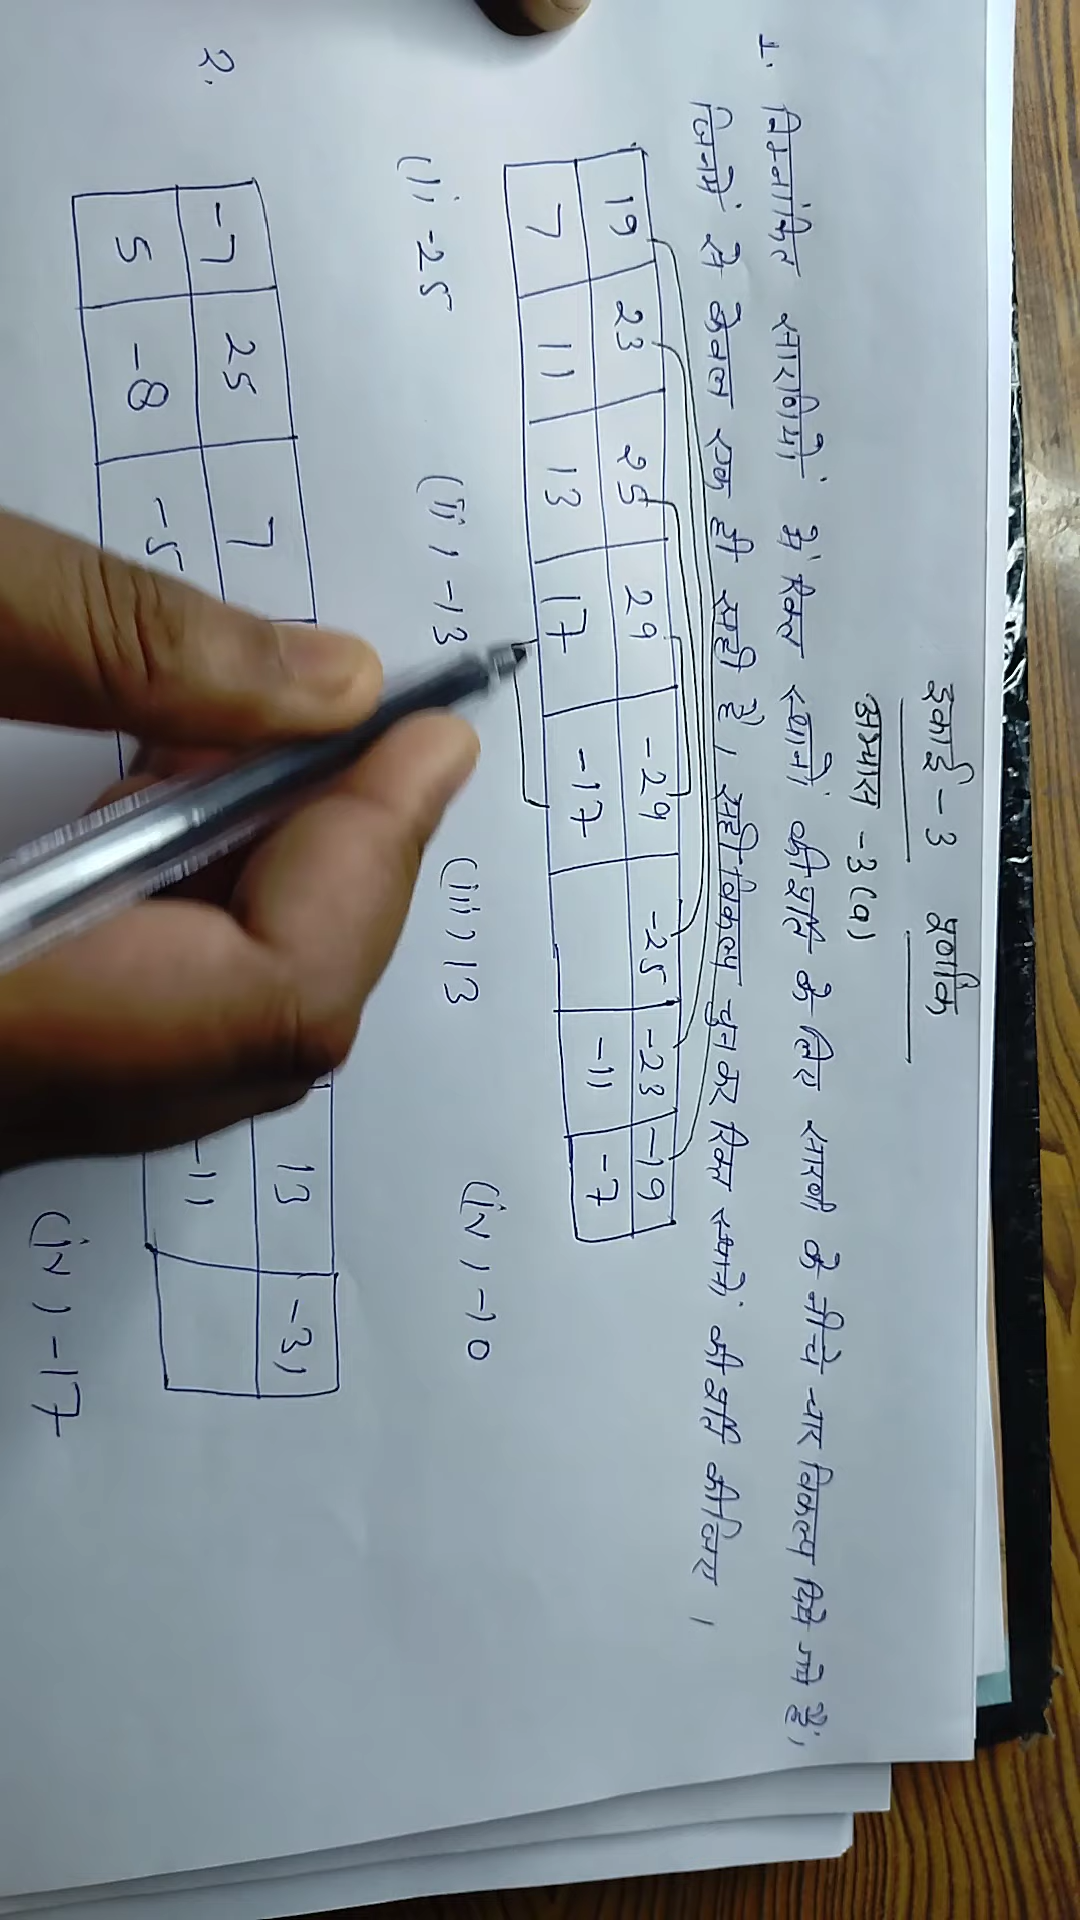 इकाई-3 पूर्णांक
अभ्यास -3(a)
1. निम्नांकित सारणियों में रिक्त स्थानों की पूर्ति के लिए सारणी के नीचे चार विकल्प दिये गये हैं,
जिनमें से केवल एक ही सही है। सही विकल्प चुनकर रिक्त स्थानों की पूर्ति कीजिए ।
19 23 25 29 -29 -25 -23 -19
7 11 13 17 -17 -11 -7
(i) -25 (ii) -13 (iii) 13 (iv) -10
2.
-7 25 7 13 -31
5 -8 -5 -11
(iv) -17